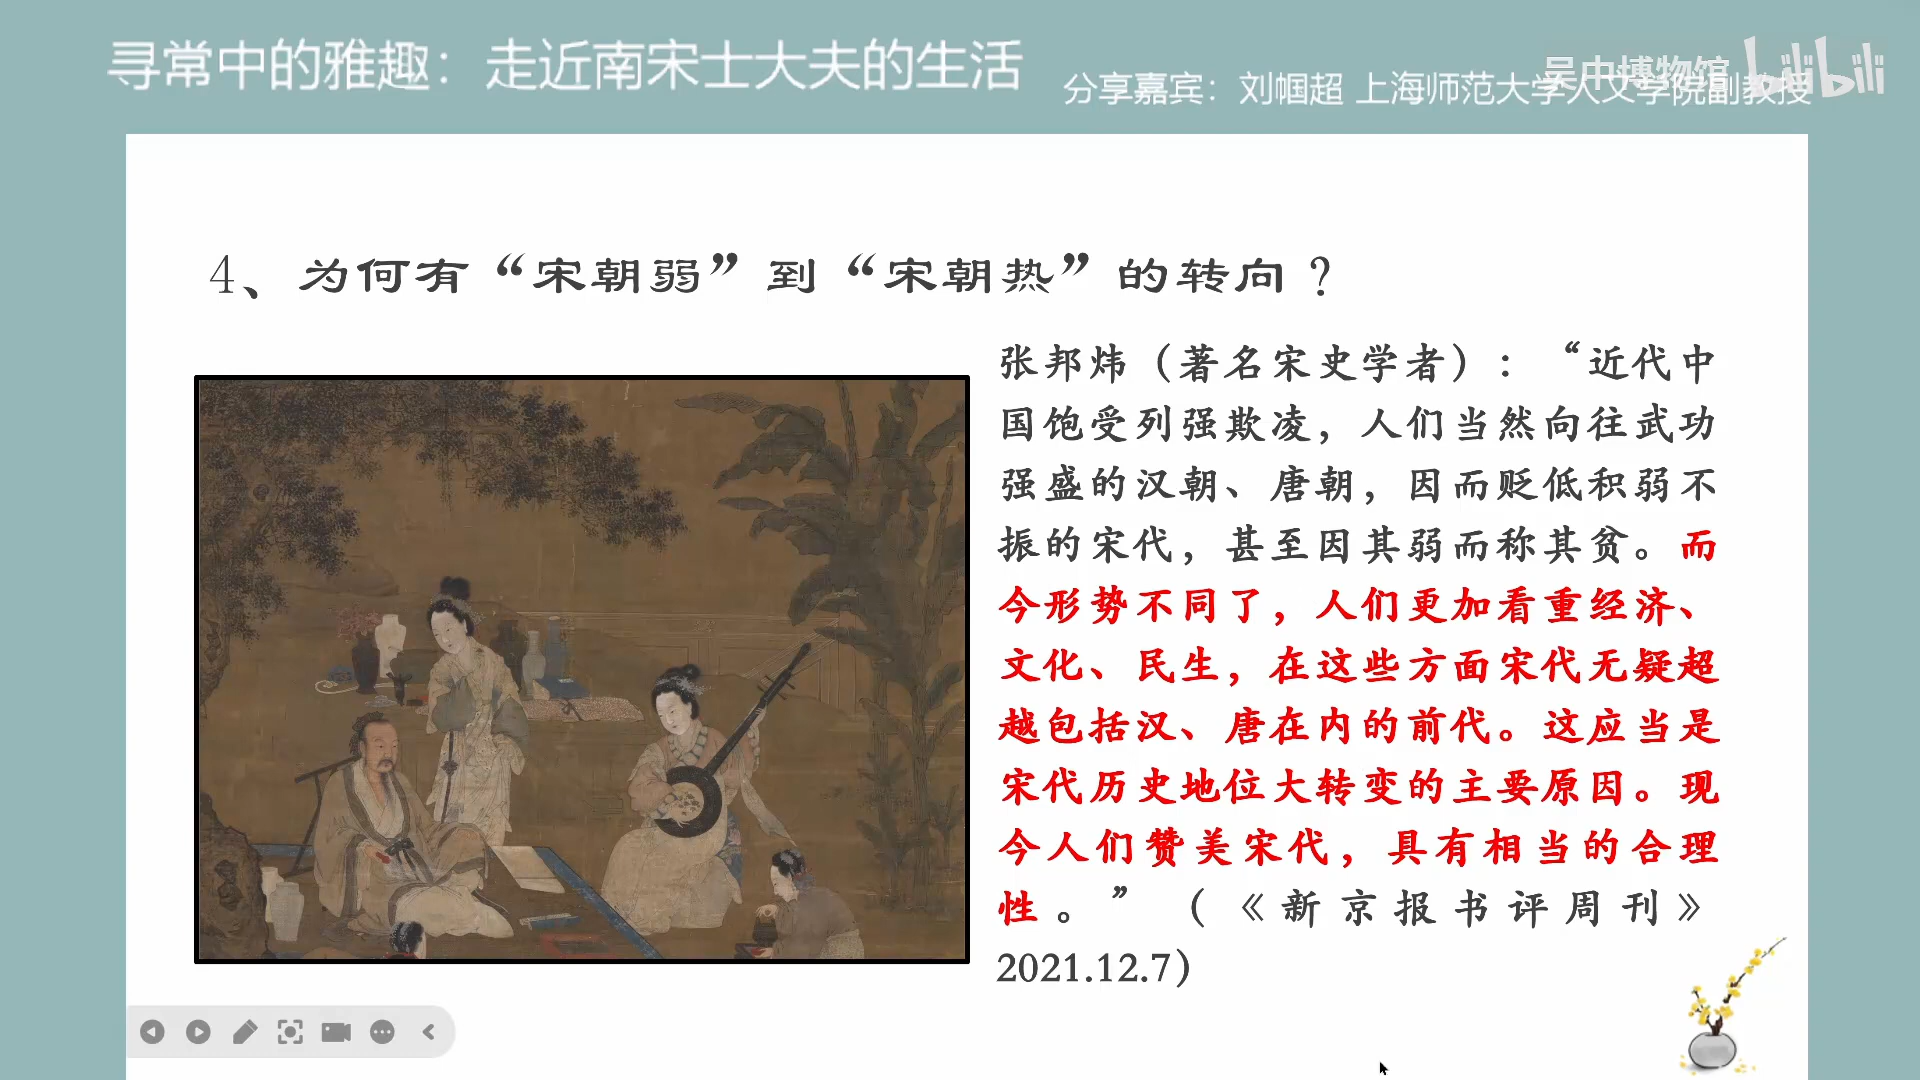 寻常中的雅趣：走近南宋士大夫的生活
分享嘉宾：刘帼超 上海师范大学人文学院副教授
吴中博物馆 bilibili
4、为何有“宋朝弱”到“宋朝热”的转向？
张邦炜（著名宋史学者）：“近代中
国饱受列强欺凌，人们当然向往武功
强盛的汉朝、唐朝，因而贬低积弱不
振的宋代，甚至因其弱而称其贫。而
今形势不同了，人们更加看重经济、
文化、民生，在这些方面宋代无疑超
越包括汉、唐在内的前代。这应当是
宋代历史地位大转变的主要原因。现
今人们赞美宋代，具有相当的合理
性。”（《新京报书评周刊》
2021.12.7）